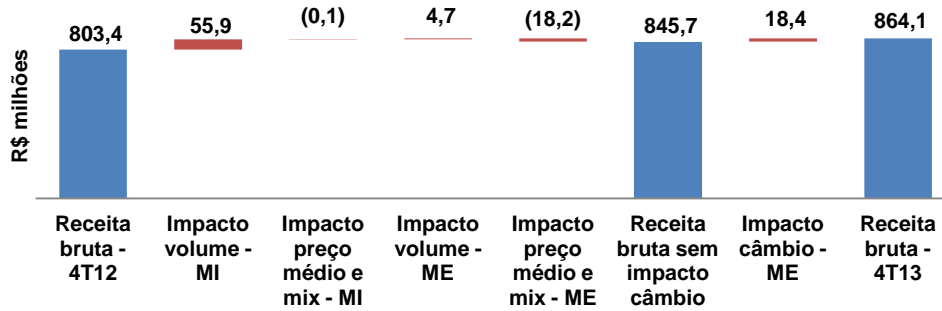 R$ milhões
803,4
55,9
(0,1)
4,7
(18,2)
845,7
18,4
864,1
Receita
bruta -
4T12
Impacto
volume -
MI
Impacto
preço
médio e
mix - MI
Impacto
volume -
ME
Impacto
preço
médio e
mix - ME
Receita
bruta sem
impacto
câmbio
Impacto
câmbio -
ME
Receita
bruta -
4T13